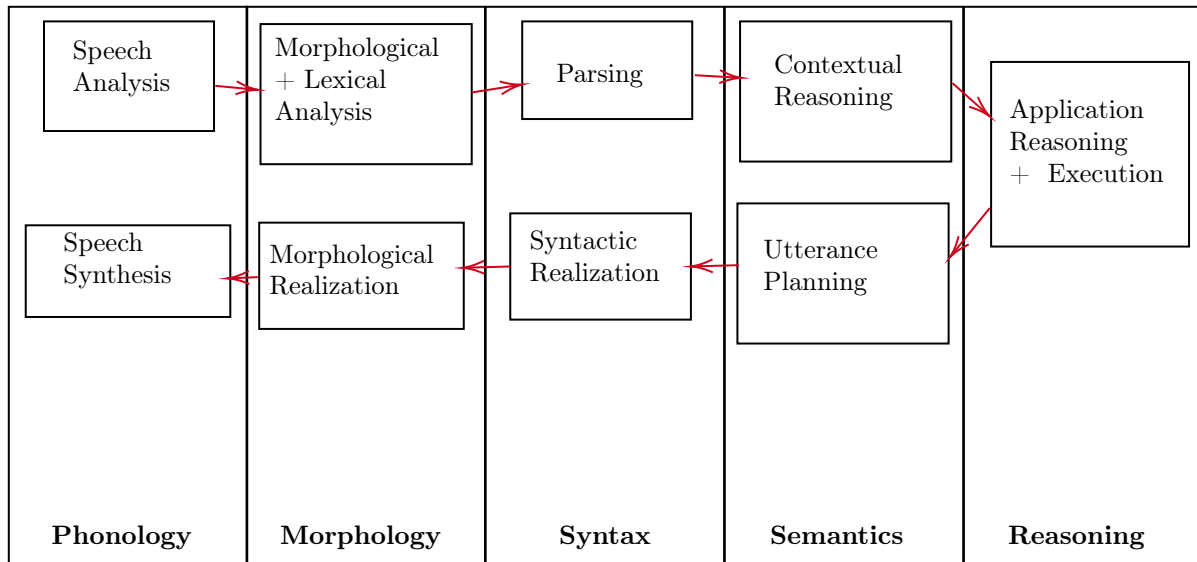 Speech
Analysis
Morphological
+ Lexical
Analysis
Parsing
Contextual
Reasoning
Application
Reasoning
+ Execution
Speech
Synthesis
Morphological
Realization
Syntactic
Realization
Utterance
Planning
Phonology
Morphology
Syntax
Semantics
Reasoning